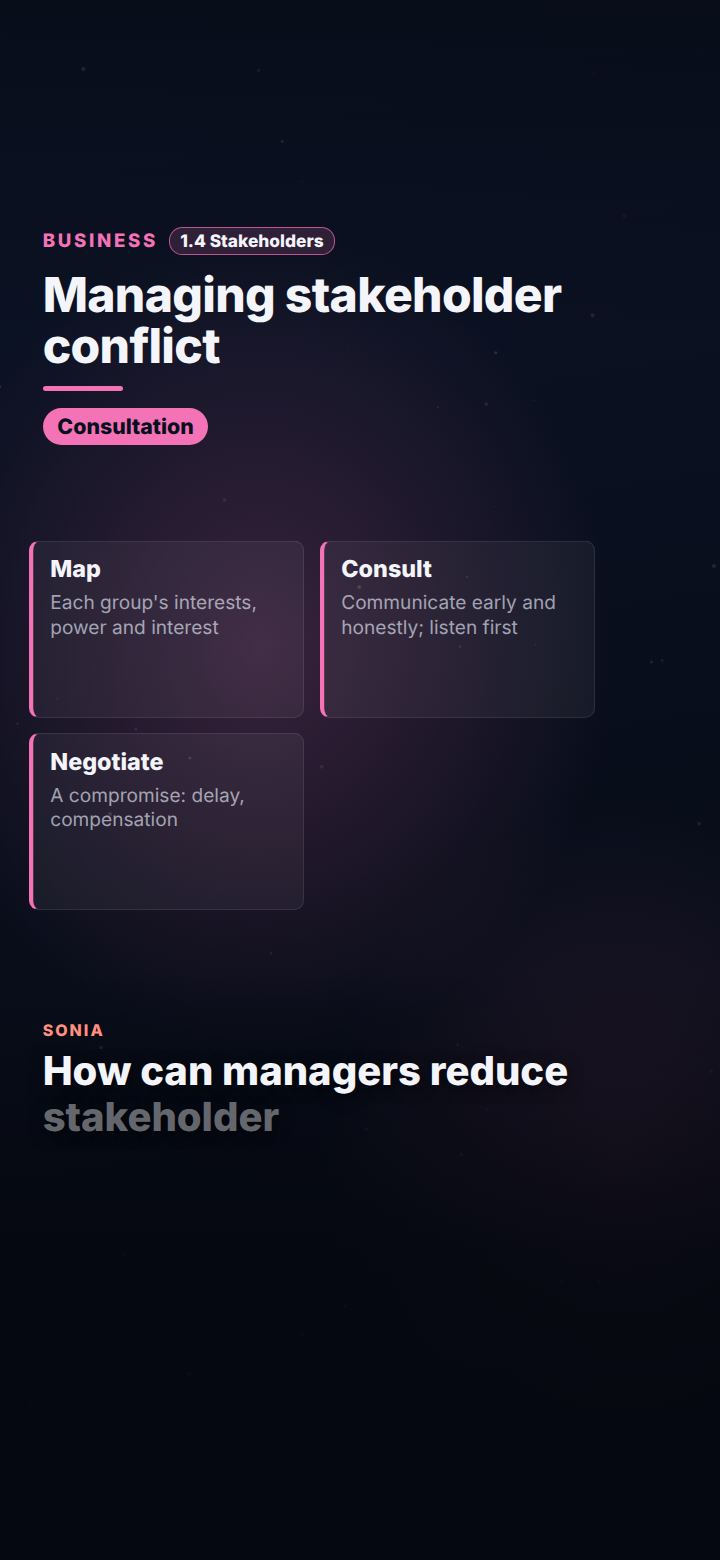 BUSINESS 1.4 Stakeholders
Managing stakeholder
conflict
Consultation
Map
Each group's interests,
power and interest
Consult
Communicate early and
honestly; listen first
Negotiate
A compromise: delay,
compensation
SONIA
How can managers reduce
stakeholder